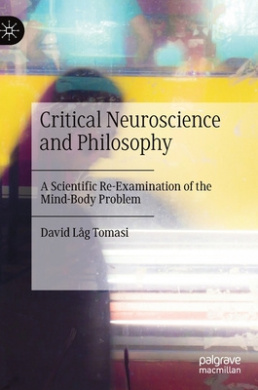 Critical Neuroscience
and Philosophy
A Scientific Re-Examination of the
Mind-Body Problem
David Låg Tomasi
palgrave
macmillan